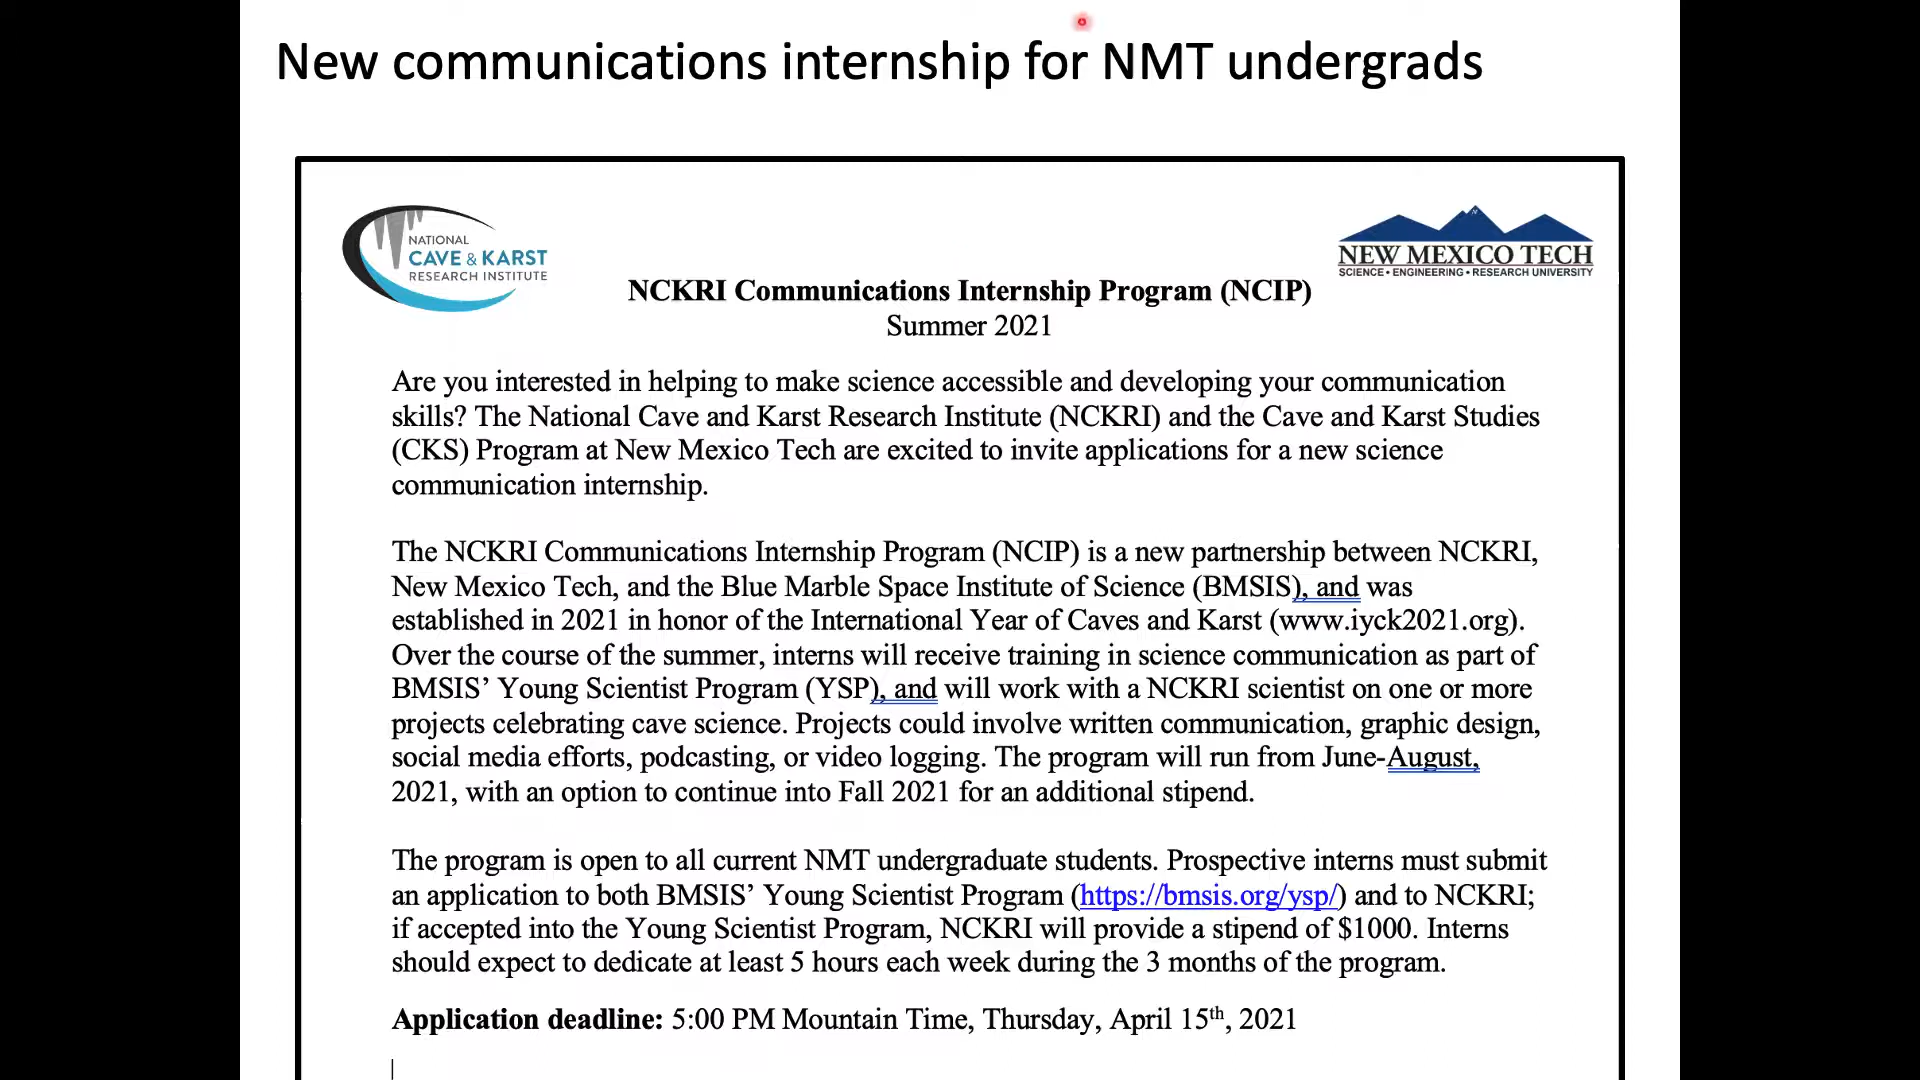 New communications internship for NMT undergrads
NATIONAL
CAVE & KARST
RESEARCH INSTITUTE
NEW MEXICO TECH
SCIENCE • ENGINEERING • RESEARCH UNIVERSITY
NCKRI Communications Internship Program (NCIP)
Summer 2021
Are you interested in helping to make science accessible and developing your communication
skills? The National Cave and Karst Research Institute (NCKRI) and the Cave and Karst Studies
(CKS) Program at New Mexico Tech are excited to invite applications for a new science
communication internship.
The NCKRI Communications Internship Program (NCIP) is a new partnership between NCKRI,
New Mexico Tech, and the Blue Marble Space Institute of Science (BMSIS), and was
established in 2021 in honor of the International Year of Caves and Karst (www.iyck2021.org).
Over the course of the summer, interns will receive training in science communication as part of
BMSIS’ Young Scientist Program (YSP), and will work with a NCKRI scientist on one or more
projects celebrating cave science. Projects could involve written communication, graphic design,
social media efforts, podcasting, or video logging. The program will run from June-August,
2021, with an option to continue into Fall 2021 for an additional stipend.
The program is open to all current NMT undergraduate students. Prospective interns must submit
an application to both BMSIS’ Young Scientist Program (https://bmsis.org/ysp/) and to NCKRI;
if accepted into the Young Scientist Program, NCKRI will provide a stipend of $1000. Interns
should expect to dedicate at least 5 hours each week during the 3 months of the program.
Application deadline: 5:00 PM Mountain Time, Thursday, April 15th, 2021